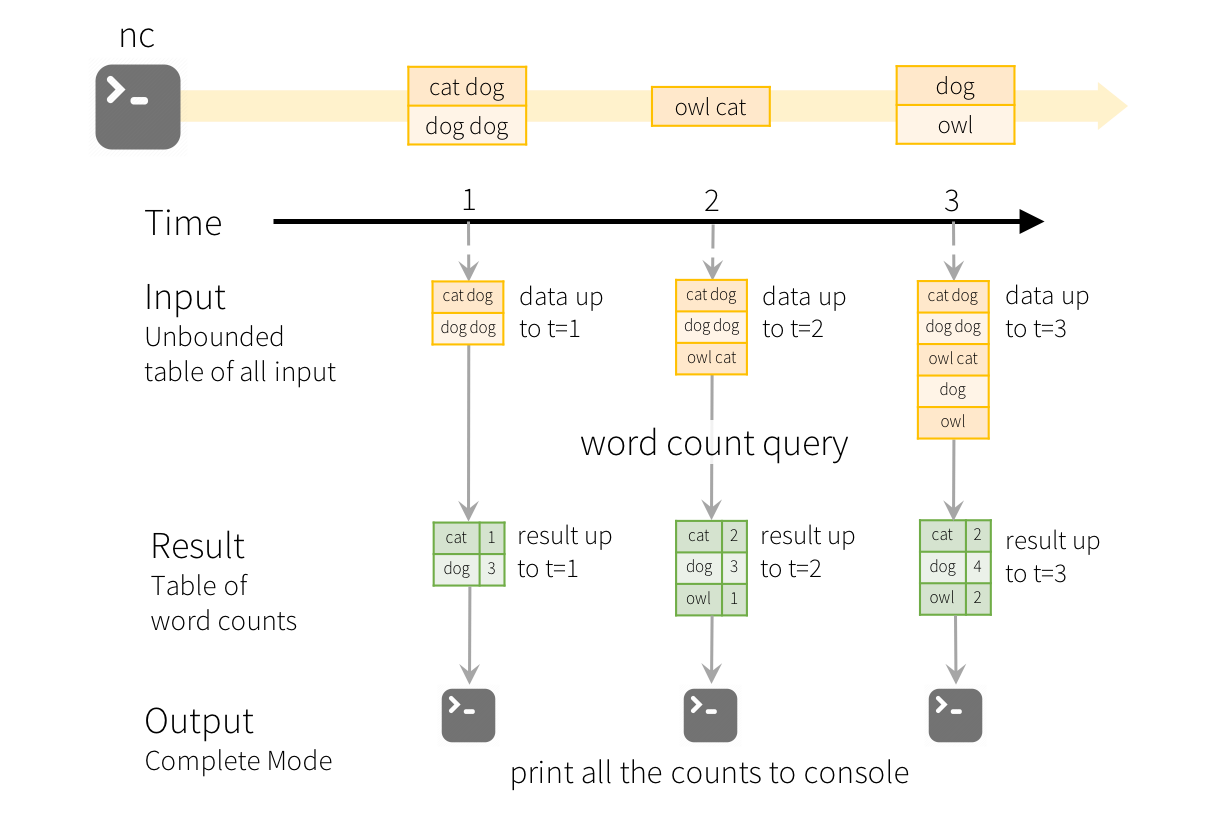 nc
cat dog
dog dog
owl cat
dog
owl
Time
1
2
3
Input
Unbounded
table of all input
cat dog
dog dog
data up
to t=1
cat dog
dog dog
owl cat
data up
to t=2
cat dog
dog dog
owl cat
dog
owl
data up
to t=3
word count query
Result
Table of
word counts
cat 1
dog 3
result up
to t=1
cat 2
dog 3
owl 1
result up
to t=2
cat 2
dog 4
owl 2
result up
to t=3
Output
Complete Mode
print all the counts to console